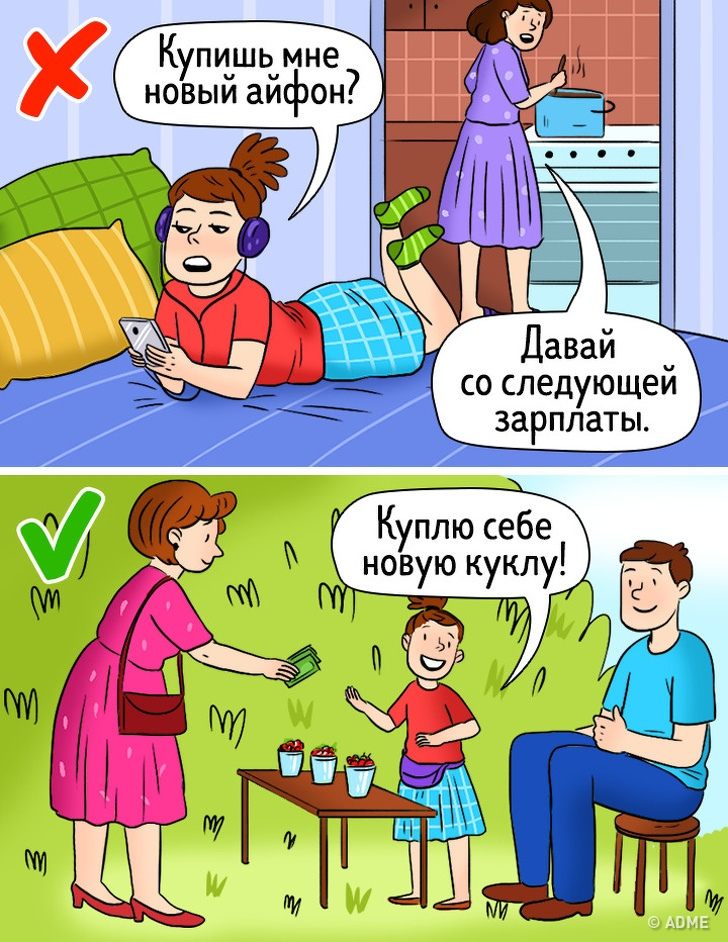 Купишь мне
новый айфон?
Давай
со следующей
зарплаты.
Куплю себе
новую куклу!
© ADME